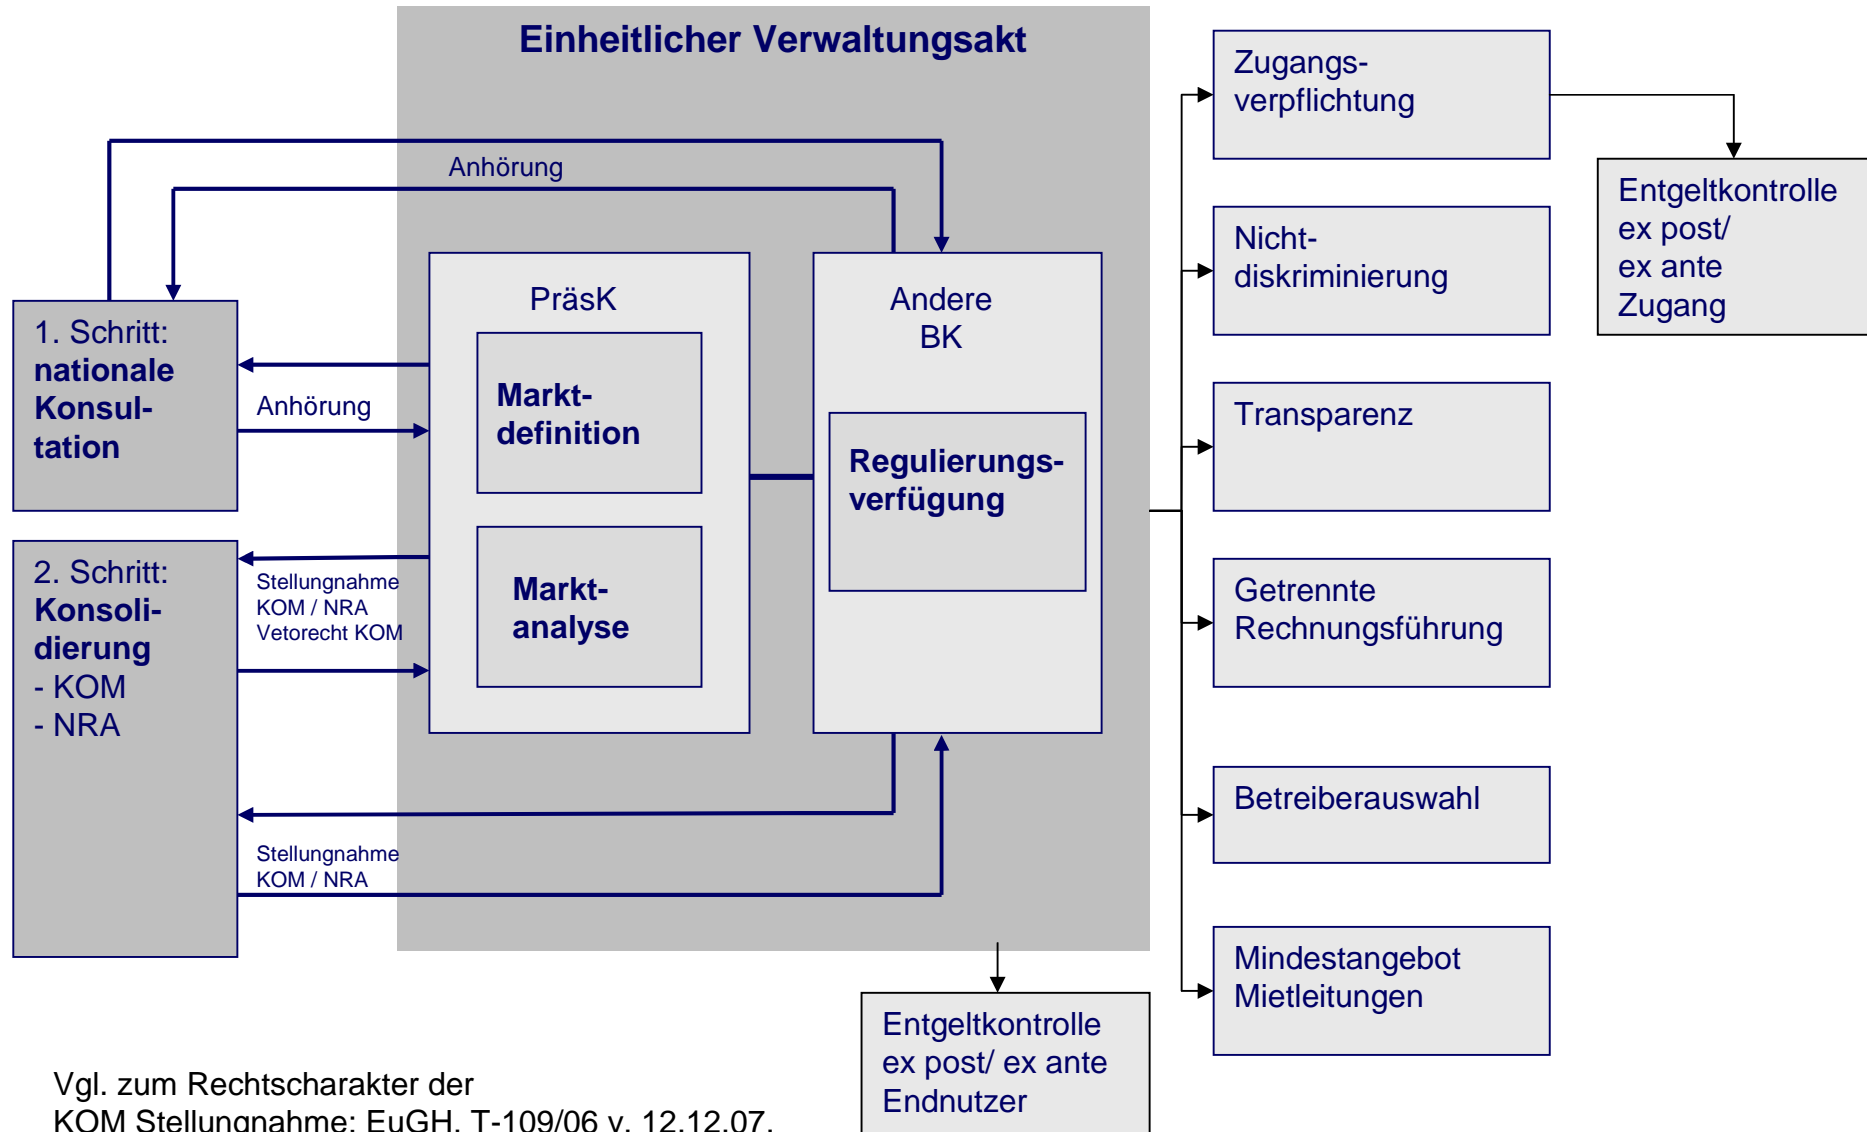 Einheitlicher Verwaltungsakt
Anhörung
1. Schritt:
nationale
Konsul-
tation
Anhörung
2. Schritt:
Konsoli-
dierung
- KOM
- NRA
Stellungnahme
KOM / NRA
Vetorecht KOM
Stellungnahme
KOM / NRA
PräsK
Markt-
definition
Markt-
analyse
Andere
BK
Regulierungs-
verfügung
Zugangs-
verpflichtung
Nicht-
diskriminierung
Transparenz
Getrennte
Rechnungsführung
Betreiberauswahl
Mindestangebot
Mietleitungen
Entgeltkontrolle
ex post/
ex ante
Zugang
Entgeltkontrolle
ex post/ ex ante
Endnutzer
Vgl. zum Rechtscharakter der
KOM Stellungnahme: EuGH, T-109/06 v. 12.12.07.